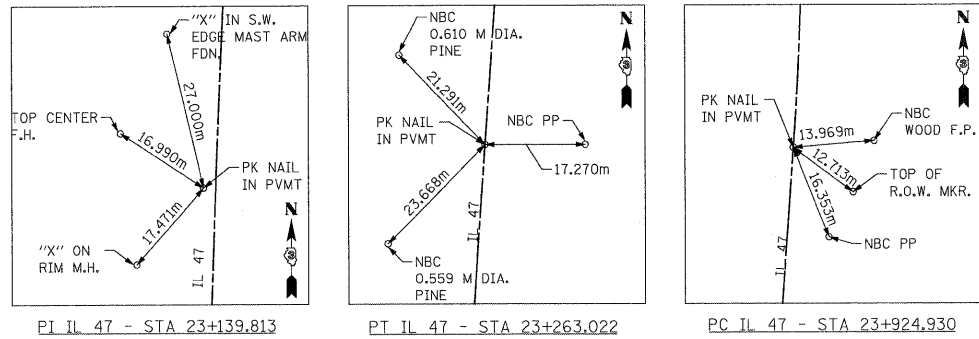 "X" IN S.W.
EDGE MAST ARM
FDN.
27.000m
TOP CENTER
F.H.
16.990m
PK NAIL
IN PVMT
17.471m
"X" ON
RIM M.H.
IL 47
N
PI IL 47 - STA 23+139.813
NBC
0.610 M DIA.
PINE
N
21.291m
PK NAIL
IN PVMT
NBC PP
17.270m
23.668m
IL 47
NBC
0.559 M DIA.
PINE
PT IL 47 - STA 23+263.022
N
PK NAIL
IN PVMT
13.969m
NBC
WOOD F.P.
12.713m
TOP OF
R.O.W. MKR.
16.353m
NBC PP
IL 47
PC IL 47 - STA 23+924.930